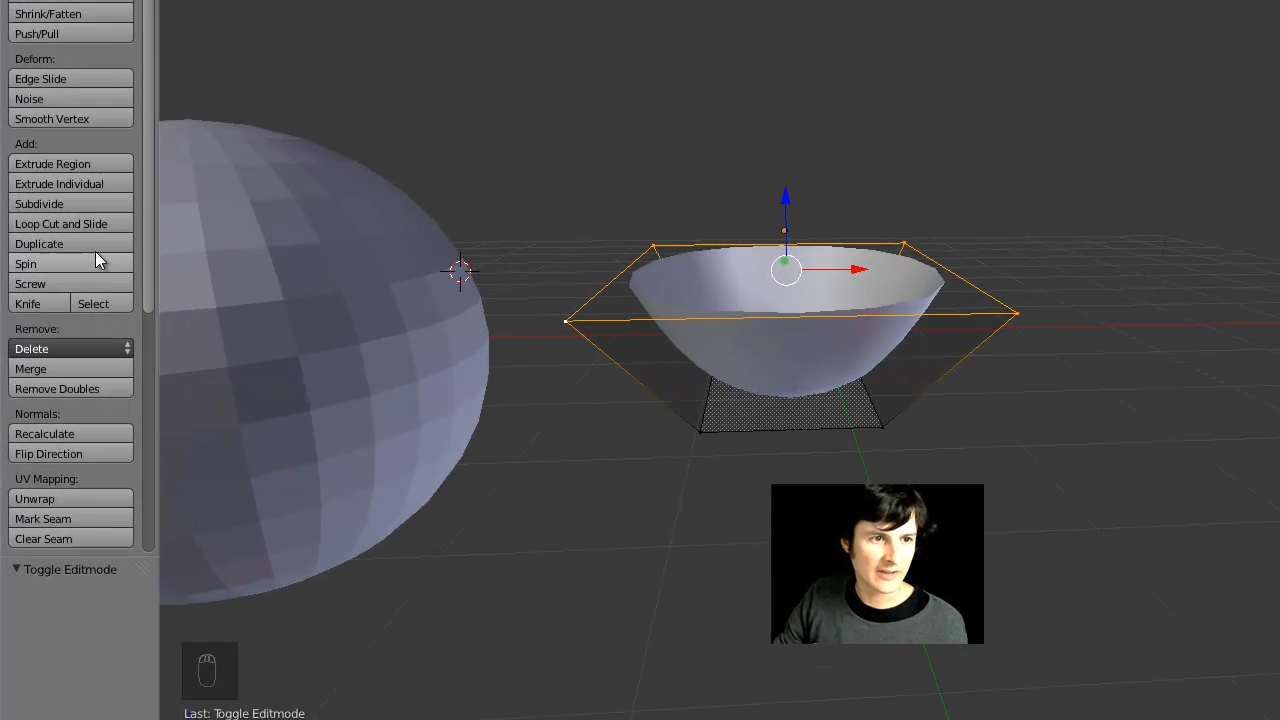 Shrink/Fatten
Push/Pull
Deform:
Edge Slide
Noise
Smooth Vertex
Add:
Extrude Region
Extrude Individual
Subdivide
Loop Cut and Slide
Duplicate
Spin
Screw
Knife Select
Remove:
Delete
Merge
Remove Doubles
Normals:
Recalculate
Flip Direction
UV Mapping:
Unwrap
Mark Seam
Clear Seam
Toggle Editmode
Last: Toggle Editmode